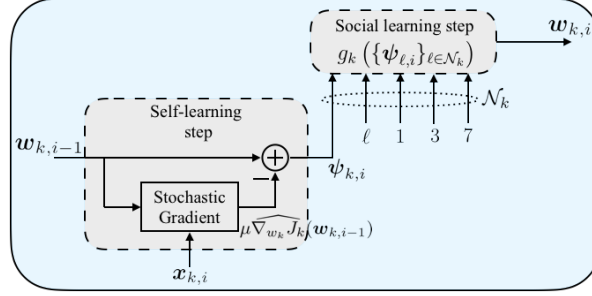 Social learning step
g_k ({ψ_{ℓ,i}}_{ℓ∈𝒩_k})
w_{k,i}
𝒩_k
ℓ 1 3 7
Self-learning
step
w_{k,i−1}
+
−
ψ_{k,i}
Stochastic
Gradient
μ\widehat{∇_{w_k} J_k}(w_{k,i−1})
x_{k,i}